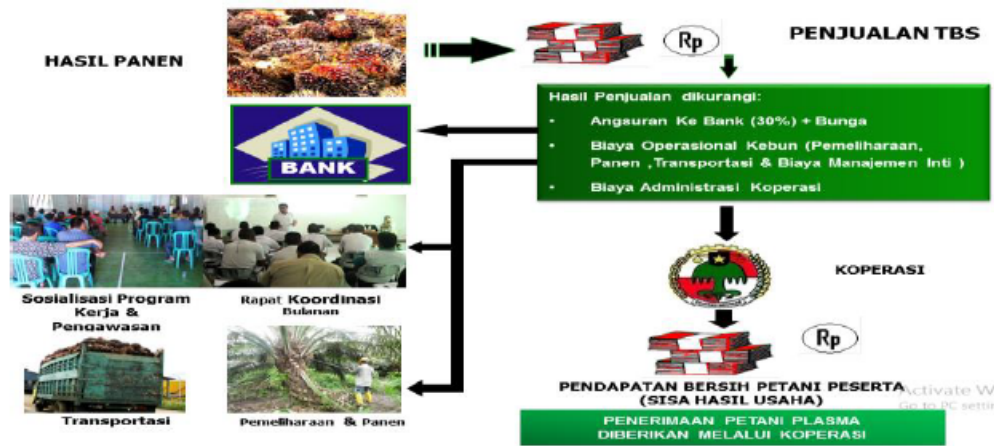 HASIL PANEN
Rp
PENJUALAN TBS
Hasil Penjualan dikurangi:
• Angsuran Ke Bank (30%) + Bunga
• Biaya Operasional Kebun (Pemeliharaan,
Panen ,Transportasi & Biaya Manajemen Inti )
• Biaya Administrasi Koperasi
BANK
KOPERASI
Sosialisasi Program
Kerja &
Pengawasan
Rapat Koordinasi
Bulanan
Rp
Transportasi
Pemeliharaan & Panen
PENDAPATAN BERSIH PETANI PESERTA
(SISA HASIL USAHA)
Activate W
Go to PC settin
PENERIMAAN PETANI PLASMA
DIBERIKAN MELALUI KOPERASI